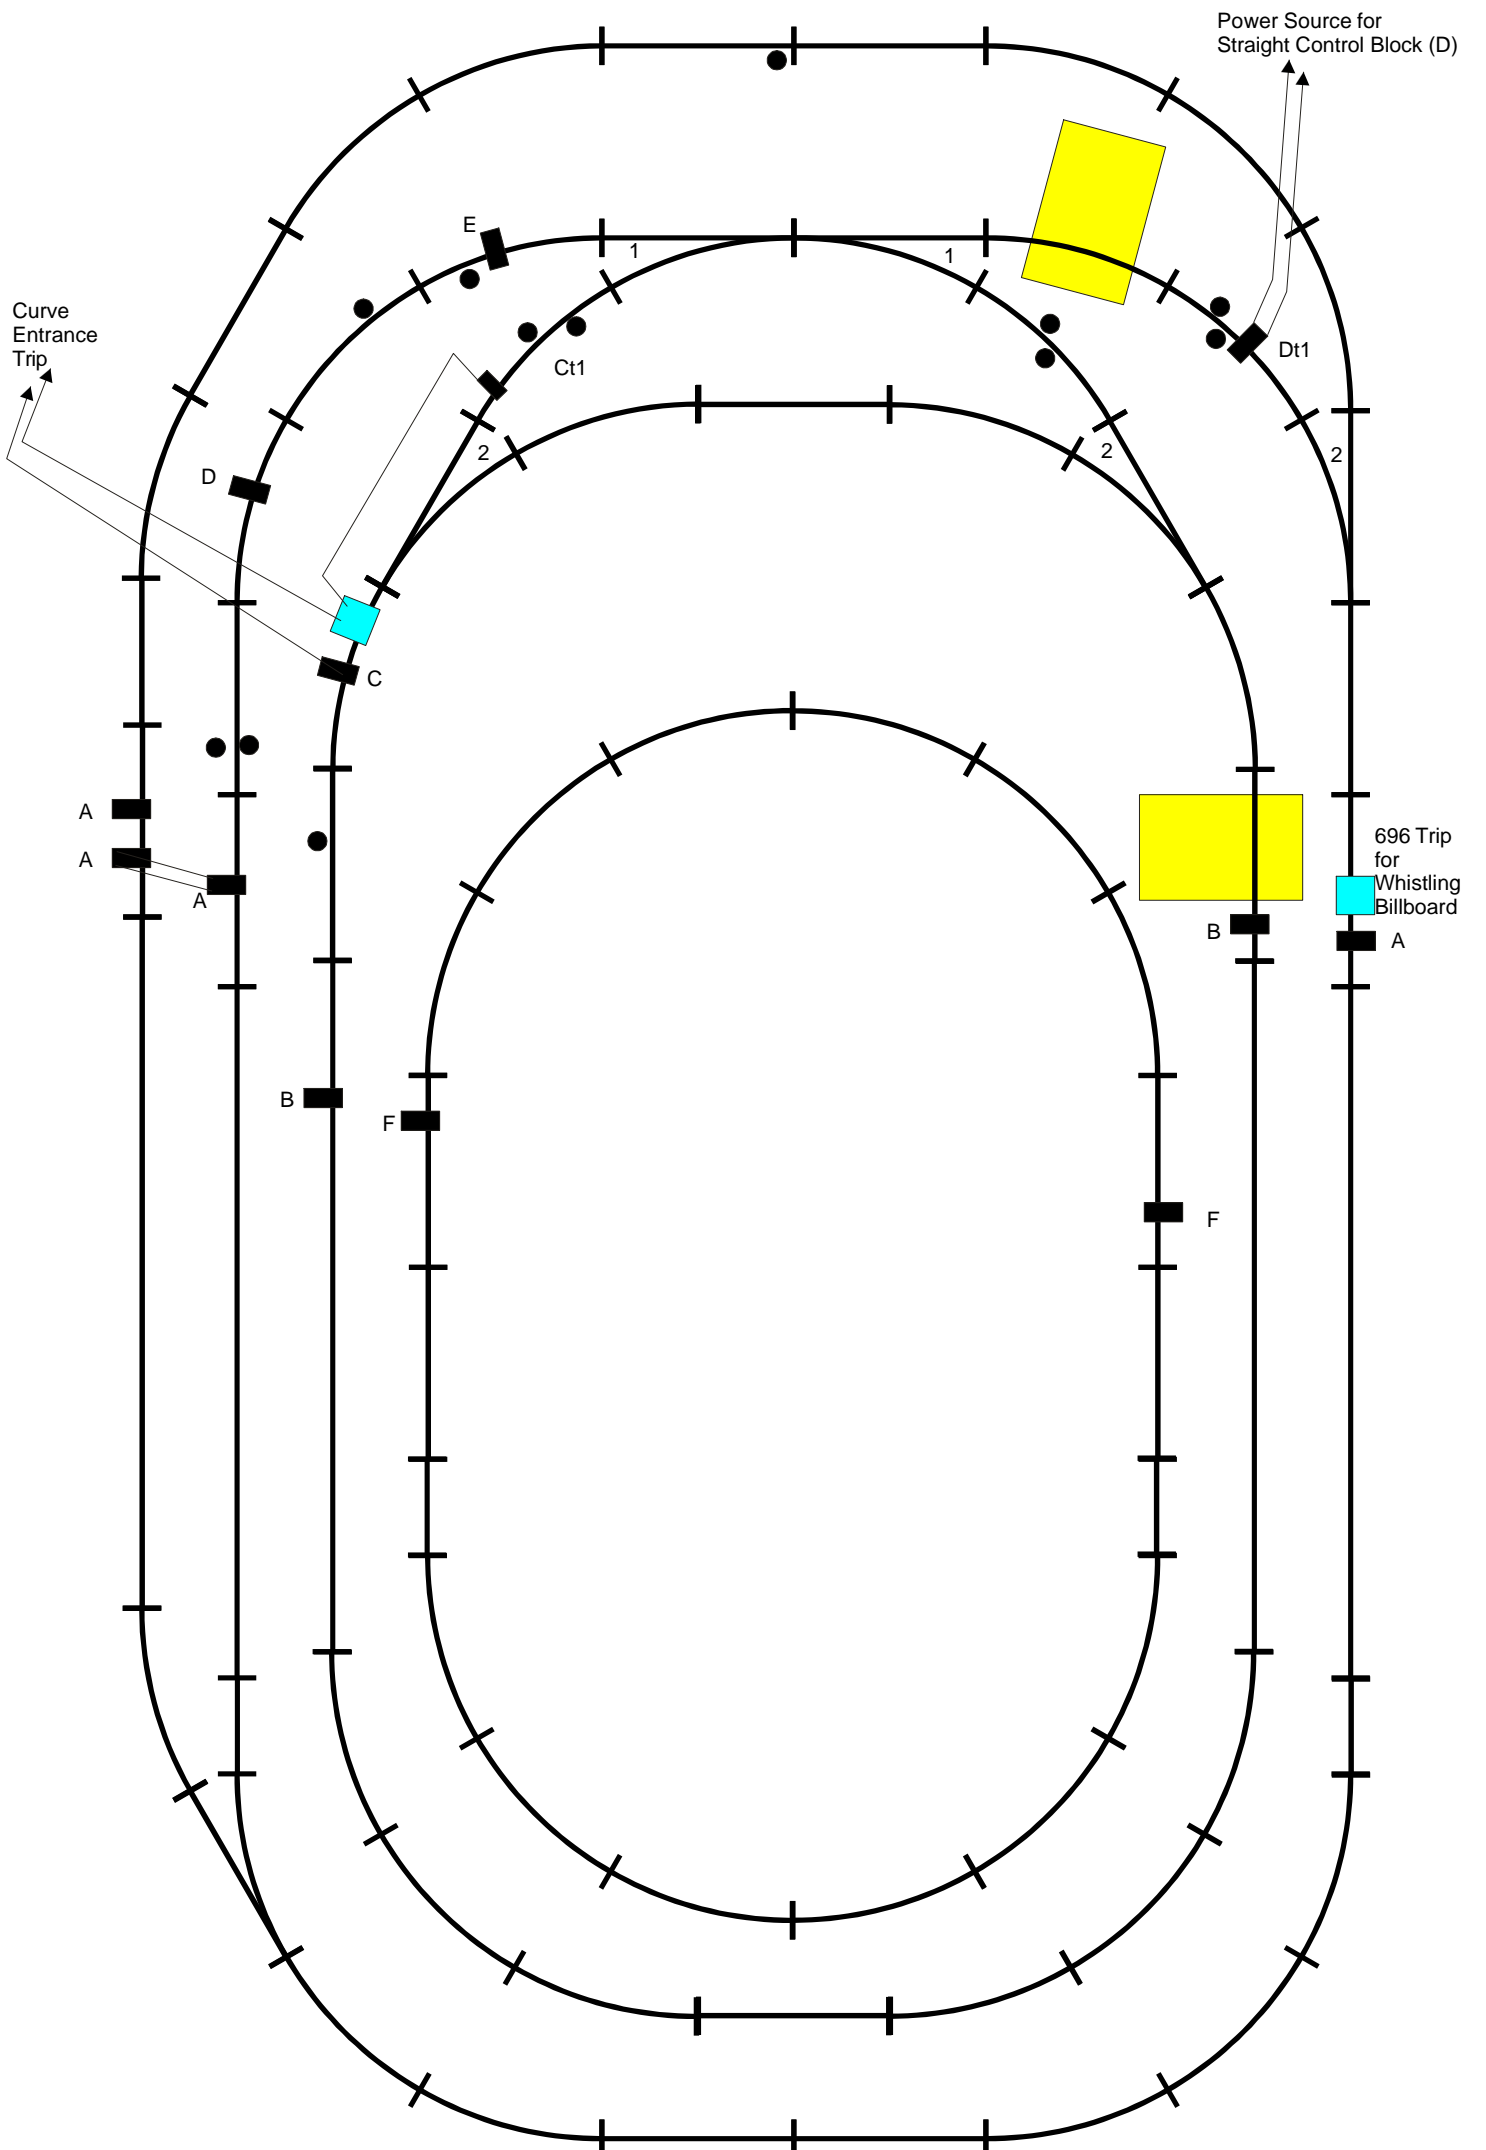 Power Source for
Straight Control Block (D)
E
1
1
Curve
Entrance
Trip
Dt1
Ct1
2
2
2
D
C
A
696 Trip
for
A
Whistling
A
Billboard
B
A
B
F
F